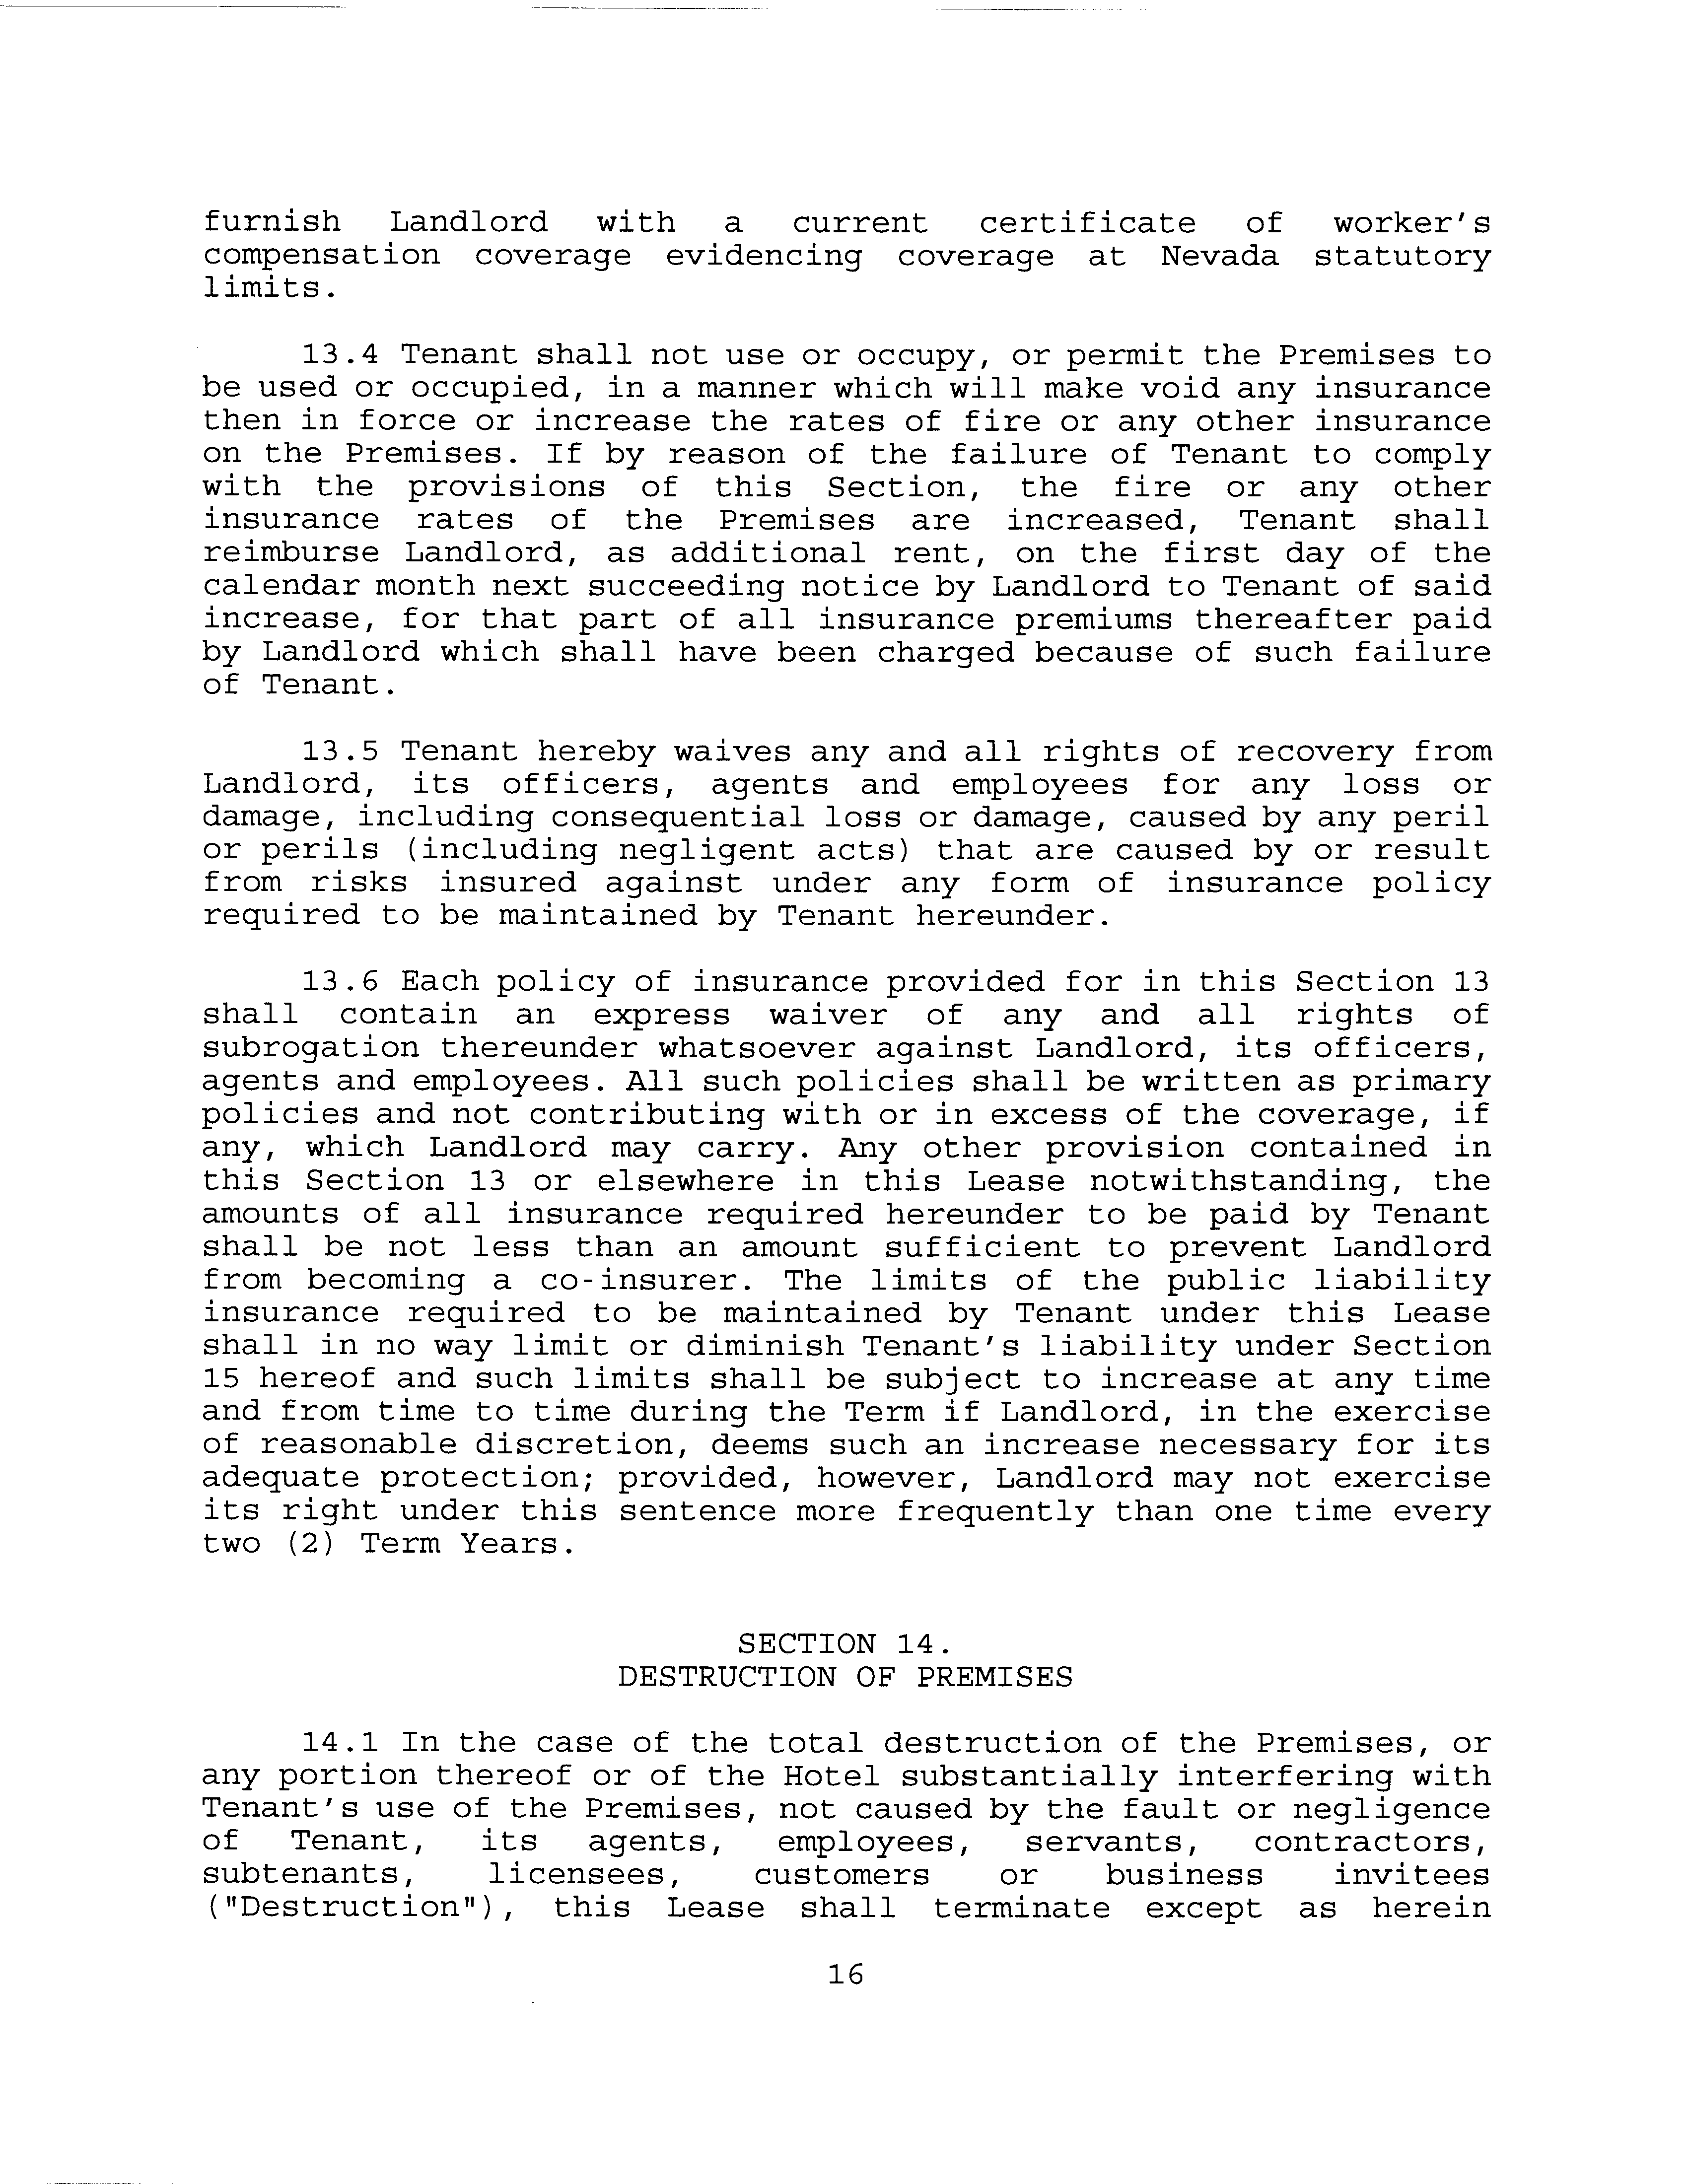 furnish Landlord with a current certificate of worker's
compensation coverage evidencing coverage at Nevada statutory
limits.
13.4 Tenant shall not use or occupy, or permit the Premises to
be used or occupied, in a manner which will make void any insurance
then in force or increase the rates of fire or any other insurance
on the Premises. If by reason of the failure of Tenant to comply
with the provisions of this Section, the fire or any other
insurance rates of the Premises are increased, Tenant shall
reimburse Landlord, as additional rent, on the first day of the
calendar month next succeeding notice by Landlord to Tenant of said
increase, for that part of all insurance premiums thereafter paid
by Landlord which shall have been charged because of such failure
of Tenant.
13.5 Tenant hereby waives any and all rights of recovery from
Landlord, its officers, agents and employees for any loss or
damage, including consequential loss or damage, caused by any peril
or perils (including negligent acts) that are caused by or result
from risks insured against under any form of insurance policy
required to be maintained by Tenant hereunder.
13.6 Each policy of insurance provided for in this Section 13
shall contain an express waiver of any and all rights of
subrogation thereunder whatsoever against Landlord, its officers,
agents and employees. All such policies shall be written as primary
policies and not contributing with or in excess of the coverage, if
any, which Landlord may carry. Any other provision contained in
this Section 13 or elsewhere in this Lease notwithstanding, the
amounts of all insurance required hereunder to be paid by Tenant
shall be not less than an amount sufficient to prevent Landlord
from becoming a co-insurer. The limits of the public liability
insurance required to be maintained by Tenant under this Lease
shall in no way limit or diminish Tenant's liability under Section
15 hereof and such limits shall be subject to increase at any time
and from time to time during the Term if Landlord, in the exercise
of reasonable discretion, deems such an increase necessary for its
adequate protection; provided, however, Landlord may not exercise
its right under this sentence more frequently than one time every
two (2) Term Years.
SECTION 14.
DESTRUCTION OF PREMISES
14.1 In the case of the total destruction of the Premises, or
any portion thereof or of the Hotel substantially interfering with
Tenant's use of the Premises, not caused by the fault or negligence
of Tenant, its agents, employees, servants, contractors,
subtenants, licensees, customers or business invitees
("Destruction"), this Lease shall terminate except as herein
16